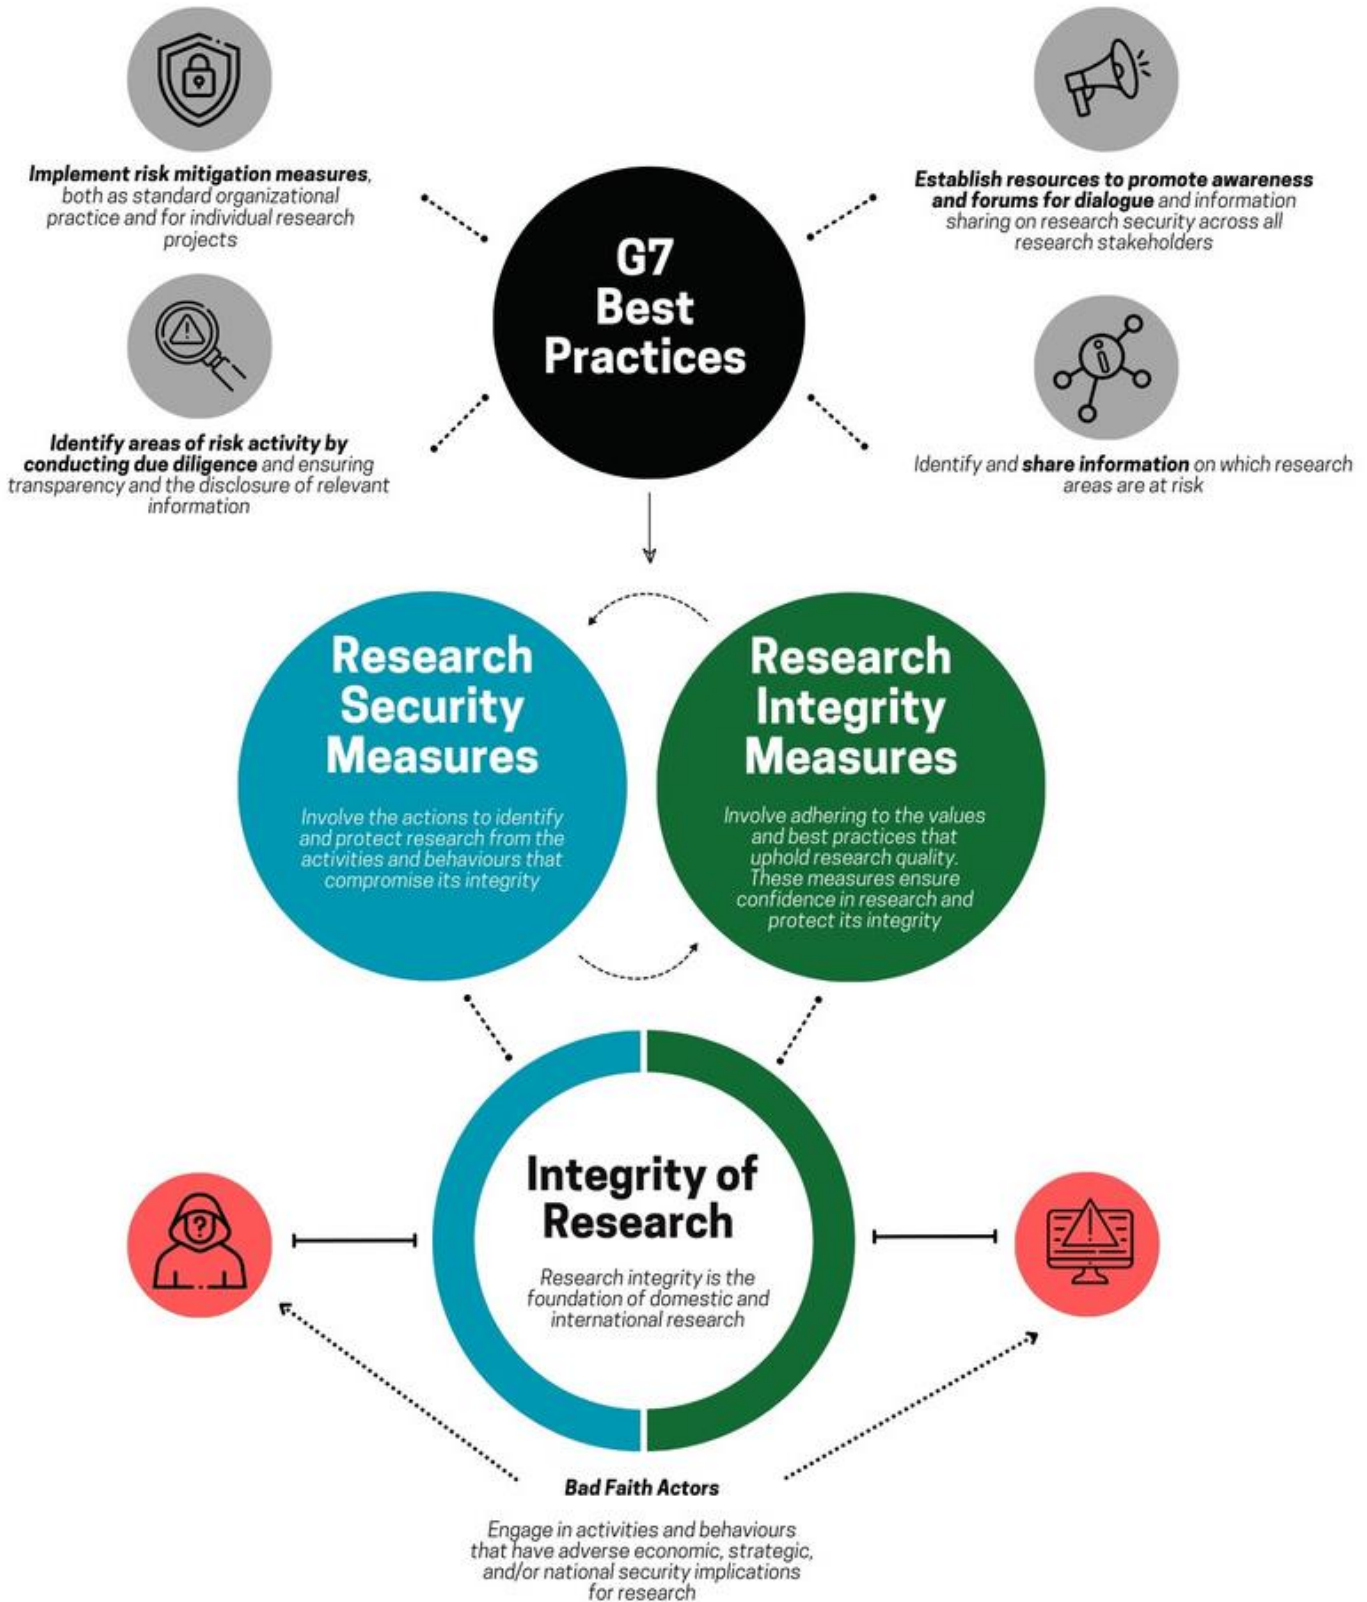 Implement risk mitigation measures,
both as standard organizational
practice and for individual research
projects
Establish resources to promote awareness
and forums for dialogue and information
sharing on research security across all
research stakeholders
G7
Best
Practices
Identify areas of risk activity by
conducting due diligence and ensuring
transparency and the disclosure of relevant
information
Identify and share information on which research
areas are at risk
Research
Security
Measures
Involve the actions to identify
and protect research from the
activities and behaviours that
compromise its integrity
Research
Integrity
Measures
Involve adhering to the values
and best practices that
uphold research quality.
These measures ensure
confidence in research and
protect its integrity
Integrity of
Research
Research integrity is the
foundation of domestic and
international research
Bad Faith Actors
Engage in activities and behaviours
that have adverse economic, strategic,
and/or national security implications
for research